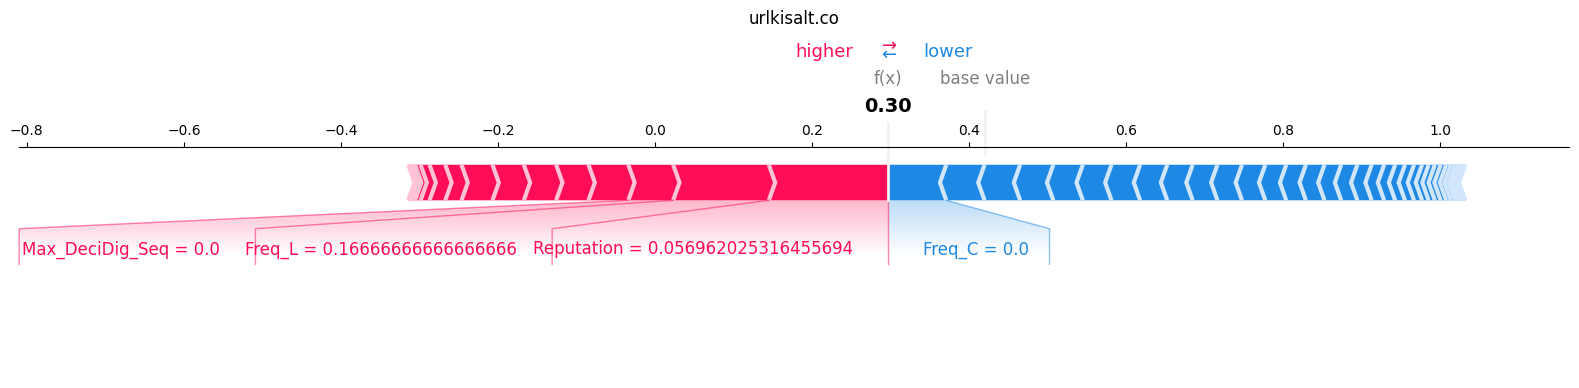 urlkisalt.co
higher ⇄ lower
f(x) base value
0.30
−0.8 −0.6 −0.4 −0.2 0.0 0.2 0.4 0.6 0.8 1.0
Max_DeciDig_Seq = 0.0 Freq_L = 0.16666666666666666 Reputation = 0.056962025316455694 Freq_C = 0.0